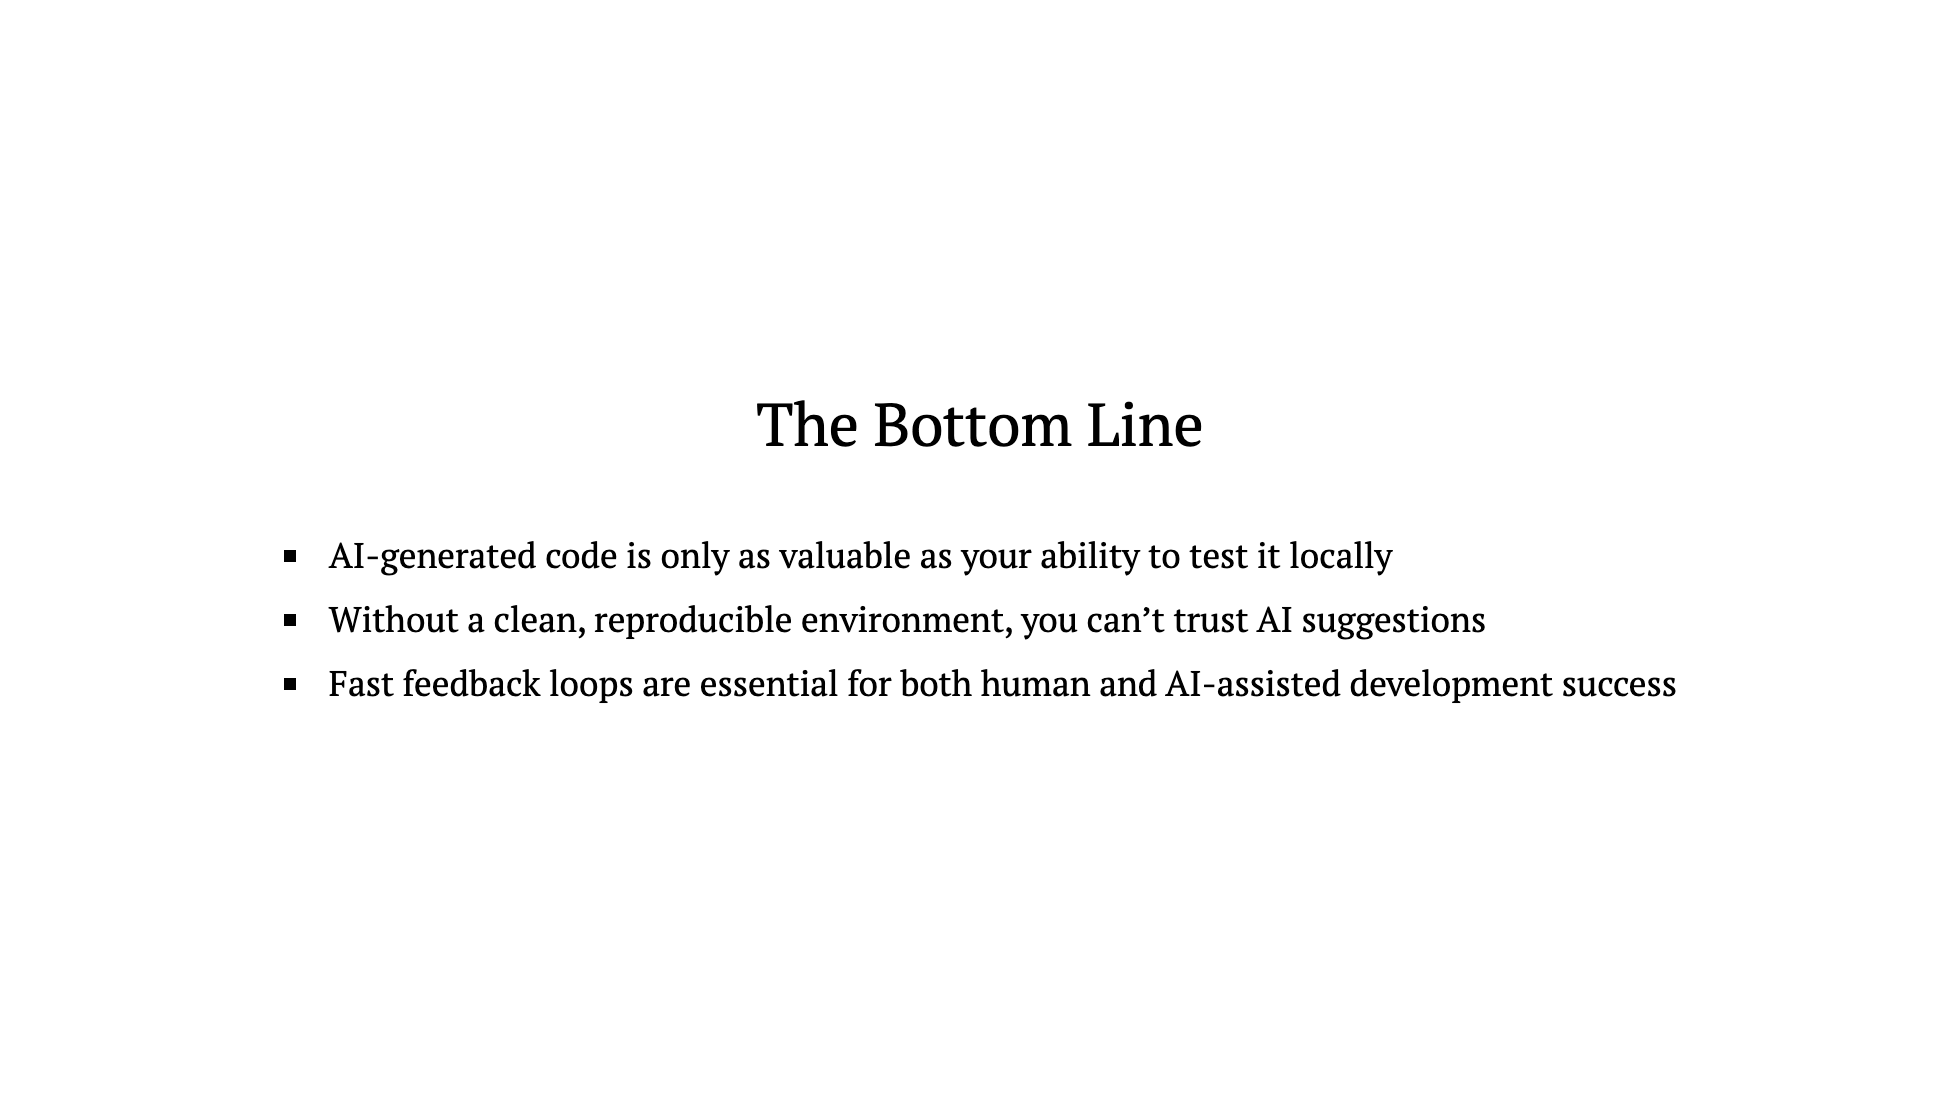 The Bottom Line
▪ AI-generated code is only as valuable as your ability to test it locally
▪ Without a clean, reproducible environment, you can’t trust AI suggestions
▪ Fast feedback loops are essential for both human and AI-assisted development success